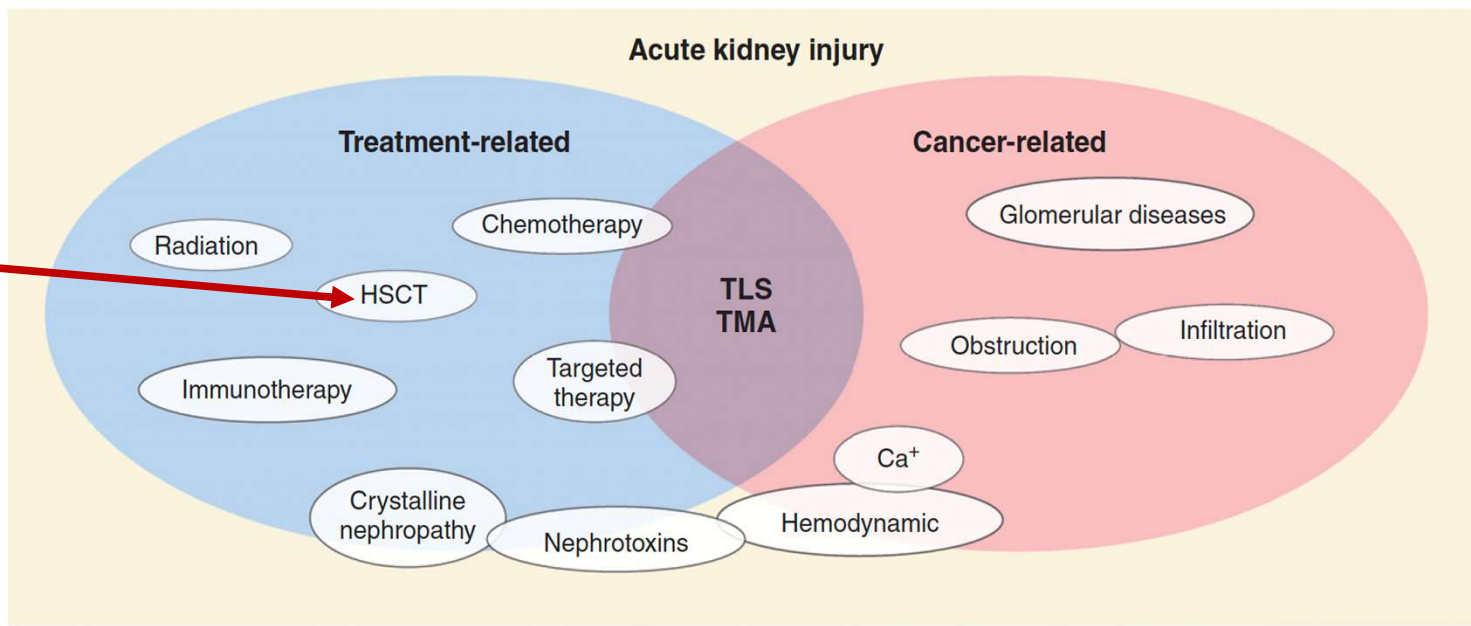 Acute kidney injury
Treatment-related
Cancer-related
Radiation
Chemotherapy
HSCT
Immunotherapy
Targeted
therapy
Crystalline
nephropathy
Nephrotoxins
TLS
TMA
Glomerular diseases
Obstruction
Infiltration
Ca⁺
Hemodynamic